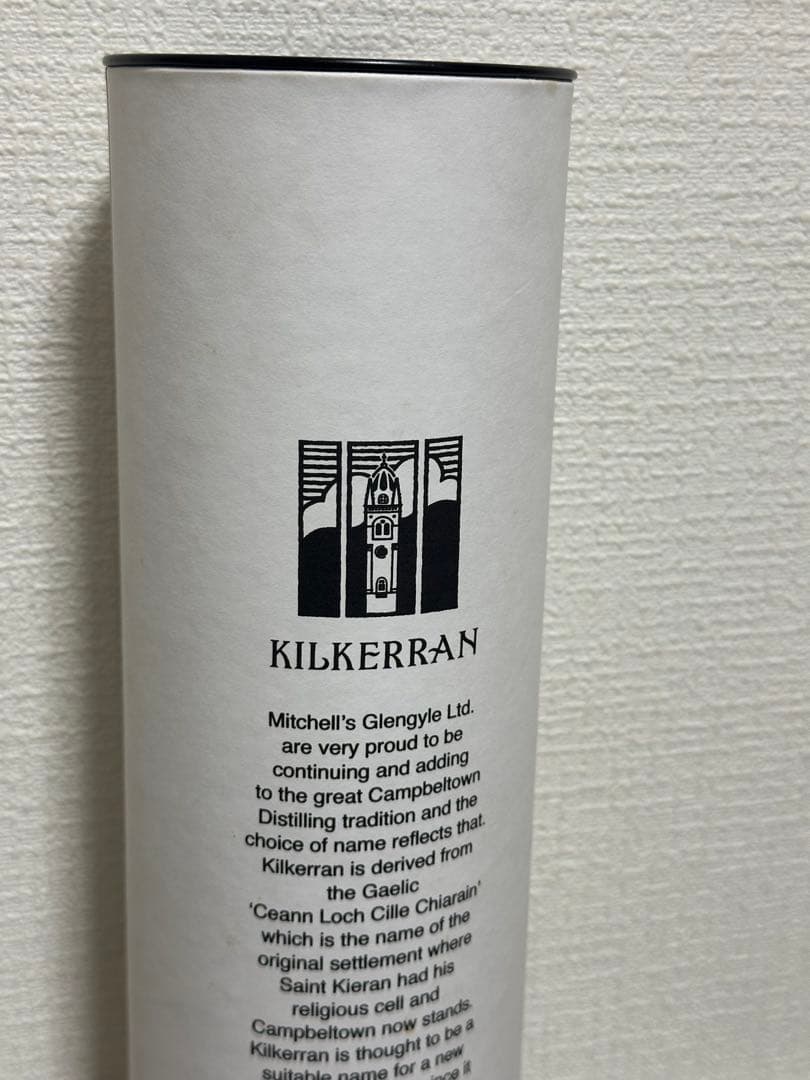 KILKERRAN
Mitchell's Glengyle Ltd.
are very proud to be
continuing and adding
to the great Campbeltown
Distilling tradition and the
choice of name reflects that.
Kilkerran is derived from
the Gaelic
'Ceann Loch Cille Chiarain'
which is the name of the
original settlement where
Saint Kieran had his
religious cell and
Campbeltown now stands.
Kilkerran is thought to be a
suitable name for a new
it